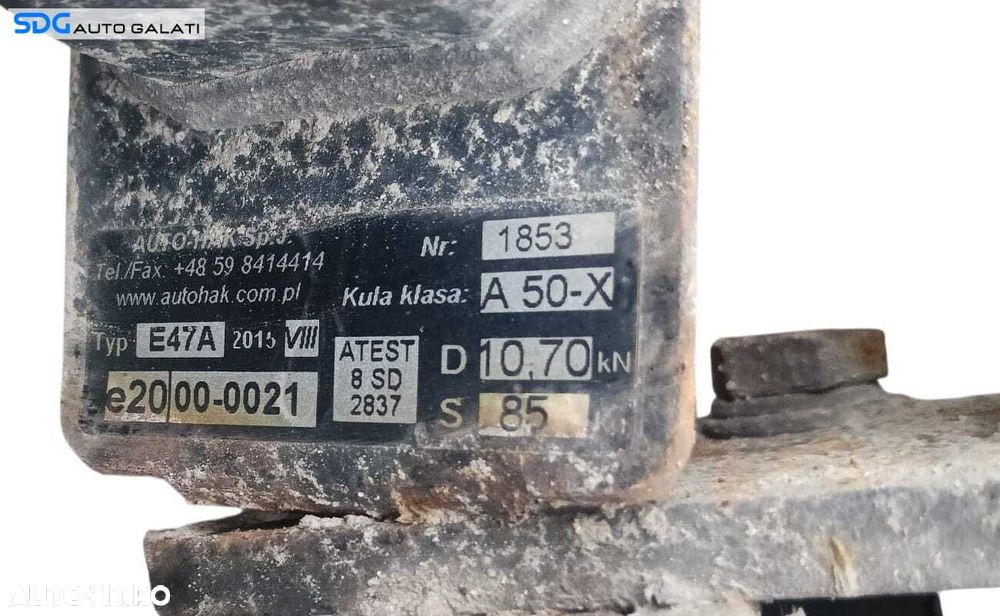 SDG AUTO GALATI
AUTO-HAK Sp.J.
Tel./Fax: +48 59 8414414
www.autohak.com.pl
Typ E47A 2015 VIII
e20 00-0021
ATEST
8 SD
2837
Nr: 1853
Kula klasa: A 50-X
D 10,70 kN
S 85
AUTOVIT.RO